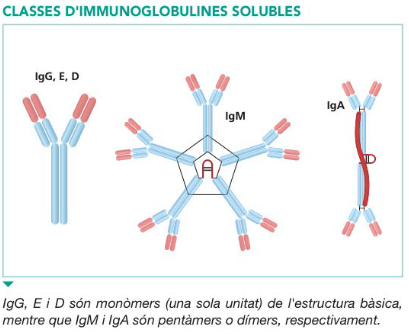 CLASSES D'IMMUNOGLOBULINES SOLUBLES
IgG, E, D
IgM
IgA
IgG, E i D són monòmers (una sola unitat) de l'estructura bàsica,
mentre que IgM i IgA són pentàmers o dímers, respectivament.